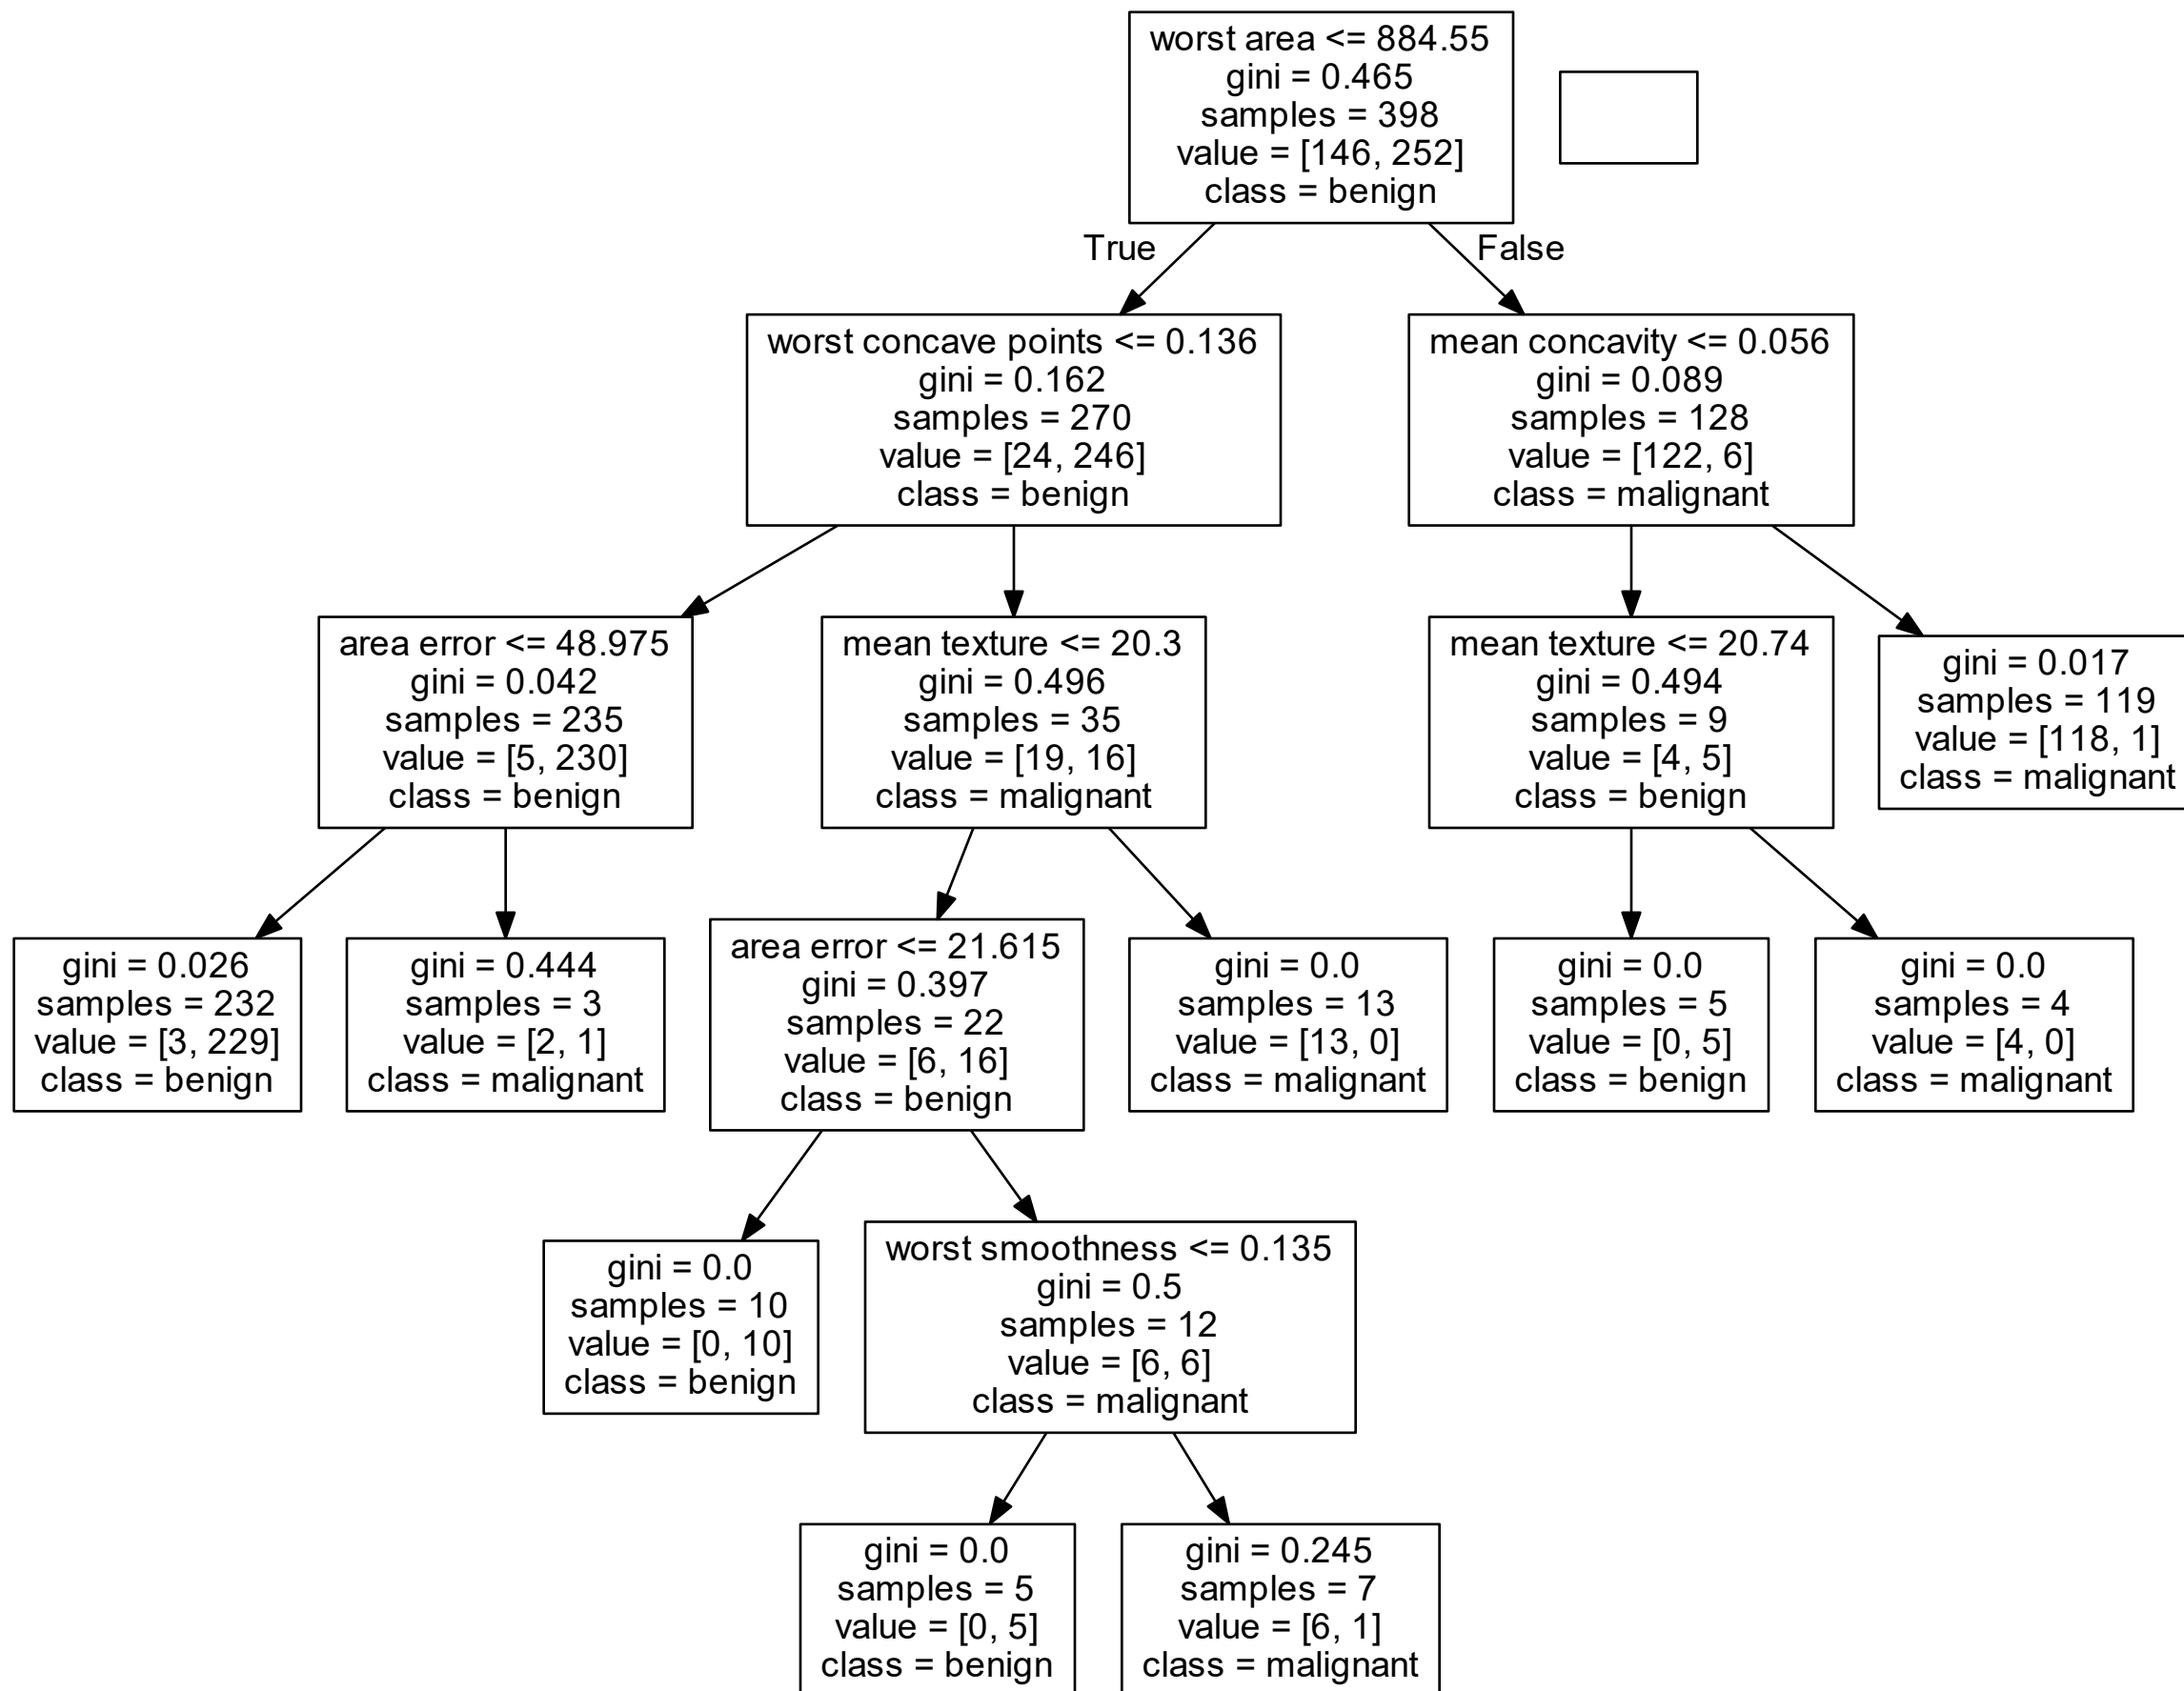 worst area <= 884.55
gini = 0.465
samples = 398
value = [146, 252]
class = benign
True
False
worst concave points <= 0.136
gini = 0.162
samples = 270
value = [24, 246]
class = benign
mean concavity <= 0.056
gini = 0.089
samples = 128
value = [122, 6]
class = malignant
area error <= 48.975
gini = 0.042
samples = 235
value = [5, 230]
class = benign
mean texture <= 20.3
gini = 0.496
samples = 35
value = [19, 16]
class = malignant
mean texture <= 20.74
gini = 0.494
samples = 9
value = [4, 5]
class = benign
gini = 0.017
samples = 119
value = [118, 1]
class = malignant
gini = 0.026
samples = 232
value = [3, 229]
class = benign
gini = 0.444
samples = 3
value = [2, 1]
class = malignant
area error <= 21.615
gini = 0.397
samples = 22
value = [6, 16]
class = benign
gini = 0.0
samples = 13
value = [13, 0]
class = malignant
gini = 0.0
samples = 5
value = [0, 5]
class = benign
gini = 0.0
samples = 4
value = [4, 0]
class = malignant
gini = 0.0
samples = 10
value = [0, 10]
class = benign
worst smoothness <= 0.135
gini = 0.5
samples = 12
value = [6, 6]
class = malignant
gini = 0.0
samples = 5
value = [0, 5]
class = benign
gini = 0.245
samples = 7
value = [6, 1]
class = malignant